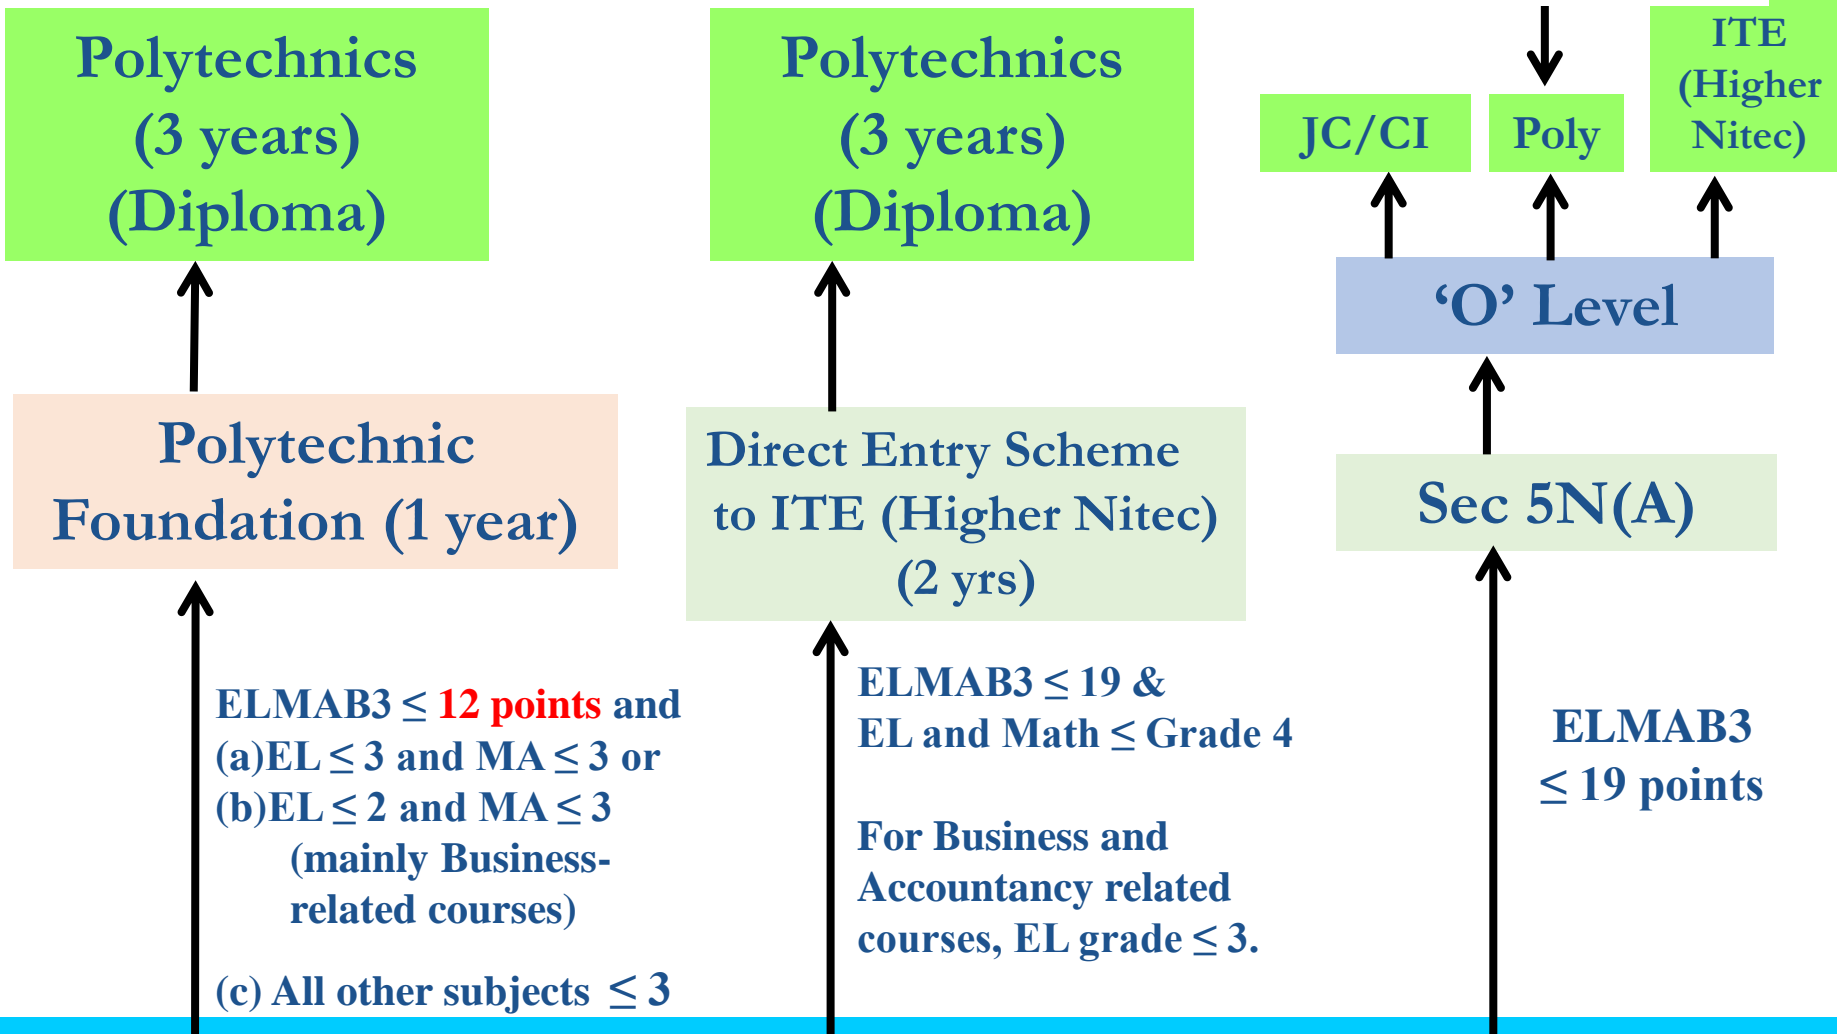 Polytechnics
(3 years)
(Diploma)
Polytechnic
Foundation (1 year)
ELMAB3 ≤ 12 points and
(a)EL ≤ 3 and MA ≤ 3 or
(b)EL ≤ 2 and MA ≤ 3
(mainly Business-
related courses)
(c) All other subjects ≤ 3
Polytechnics
(3 years)
(Diploma)
Direct Entry Scheme
to ITE (Higher Nitec)
(2 yrs)
ELMAB3 ≤ 19 &
EL and Math ≤ Grade 4
For Business and
Accountancy related
courses, EL grade ≤ 3.
JC/CI
Poly
ITE
(Higher
Nitec)
‘O’ Level
Sec 5N(A)
ELMAB3
≤ 19 points